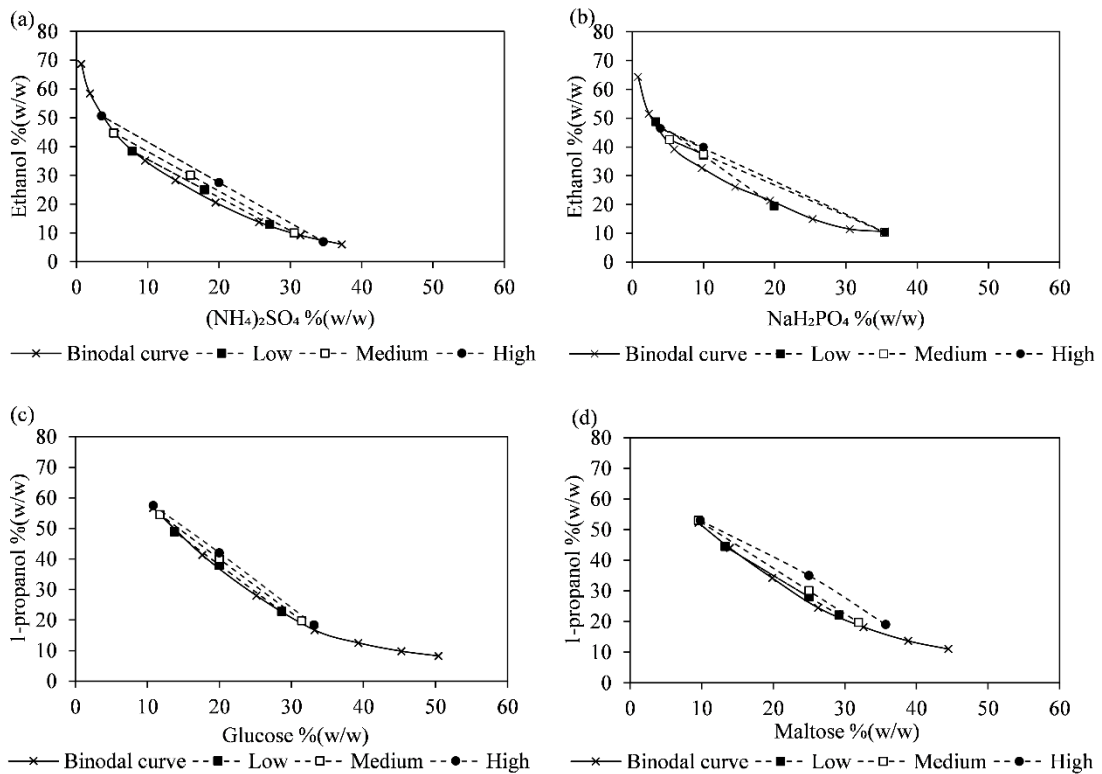 (a)
80
70
60
50
40
30
20
10
0
Ethanol %(w/w)
0 10 20 30 40 50 60
(NH₄)₂SO₄ %(w/w)
Binodal curve Low Medium High
(b)
80
70
60
50
40
30
20
10
0
Ethanol %(w/w)
0 10 20 30 40 50 60
NaH₂PO₄ %(w/w)
Binodal curve Low Medium High
(c)
80
70
60
50
40
30
20
10
0
1-propanol %(w/w)
0 10 20 30 40 50 60
Glucose %(w/w)
Binodal curve Low Medium High
(d)
80
70
60
50
40
30
20
10
0
1-propanol %(w/w)
0 10 20 30 40 50 60
Maltose %(w/w)
Binodal curve Low Medium High